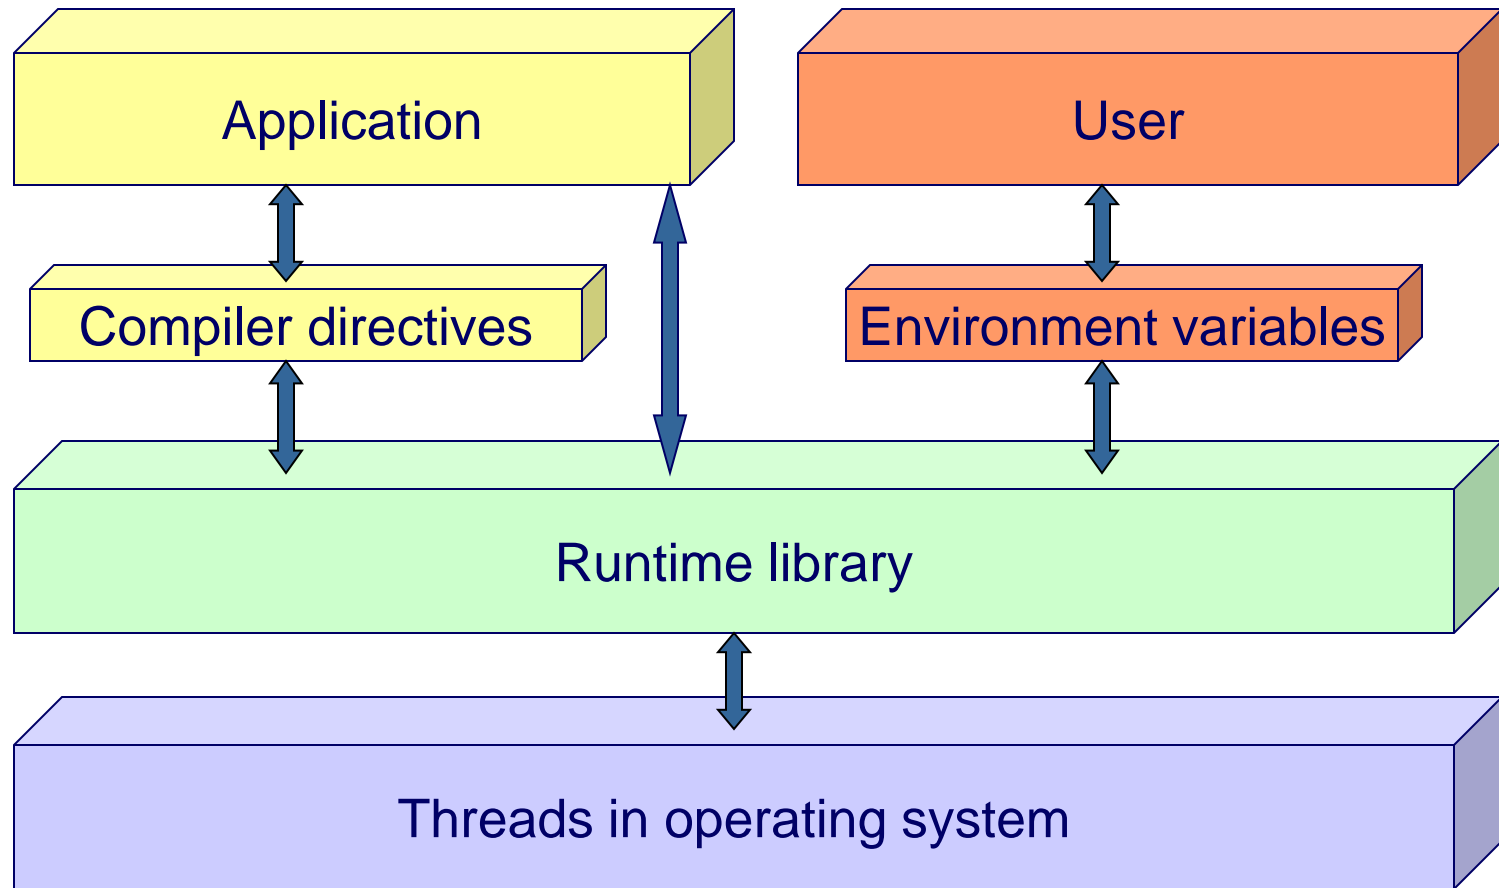 Application
User
Compiler directives
Environment variables
Runtime library
Threads in operating system